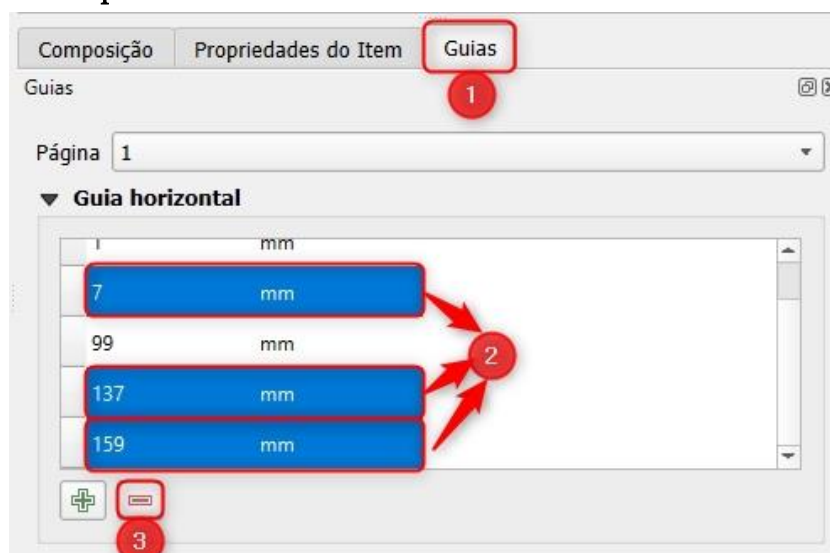 Composição Propriedades do Item Guias
1
Guias
Página 1
Guia horizontal
mm
7 mm
99 mm
2
137 mm
159 mm
3